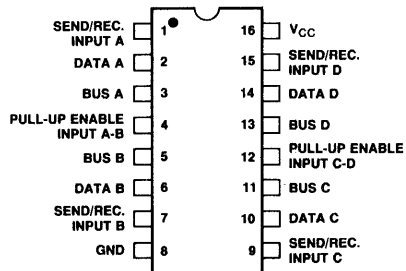 SEND/REC.
INPUT A
1
16
VCC
DATA A
2
15
SEND/REC.
INPUT D
BUS A
3
14
DATA D
PULL-UP ENABLE
INPUT A-B
4
13
BUS D
BUS B
5
12
PULL-UP ENABLE
INPUT C-D
DATA B
6
11
BUS C
SEND/REC.
INPUT B
7
10
DATA C
GND
8
9
SEND/REC.
INPUT C